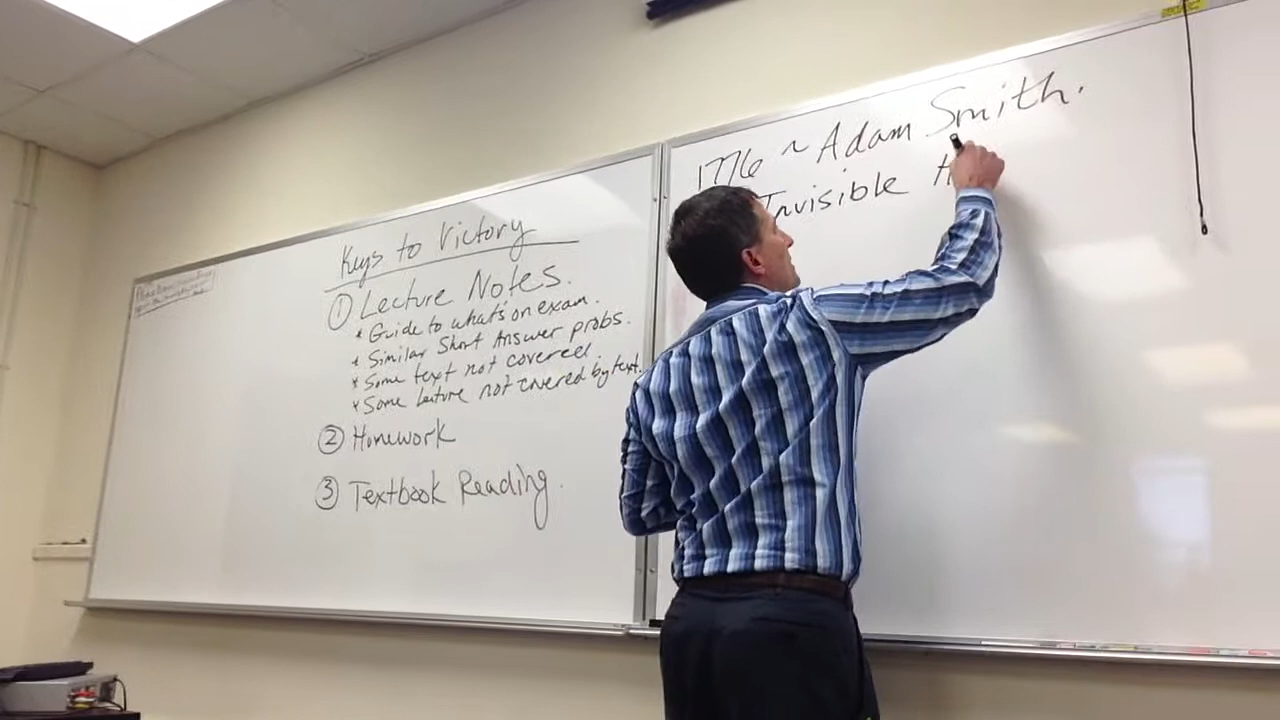 Keys to Victory
① Lecture Notes.
* Guide to what's on exam.
* Similar Short Answer probs.
* Some text not covered.
* Some lecture not covered by text.
② Homework
③ Textbook Reading.
1776 ~ Adam Smith.
Invisible H